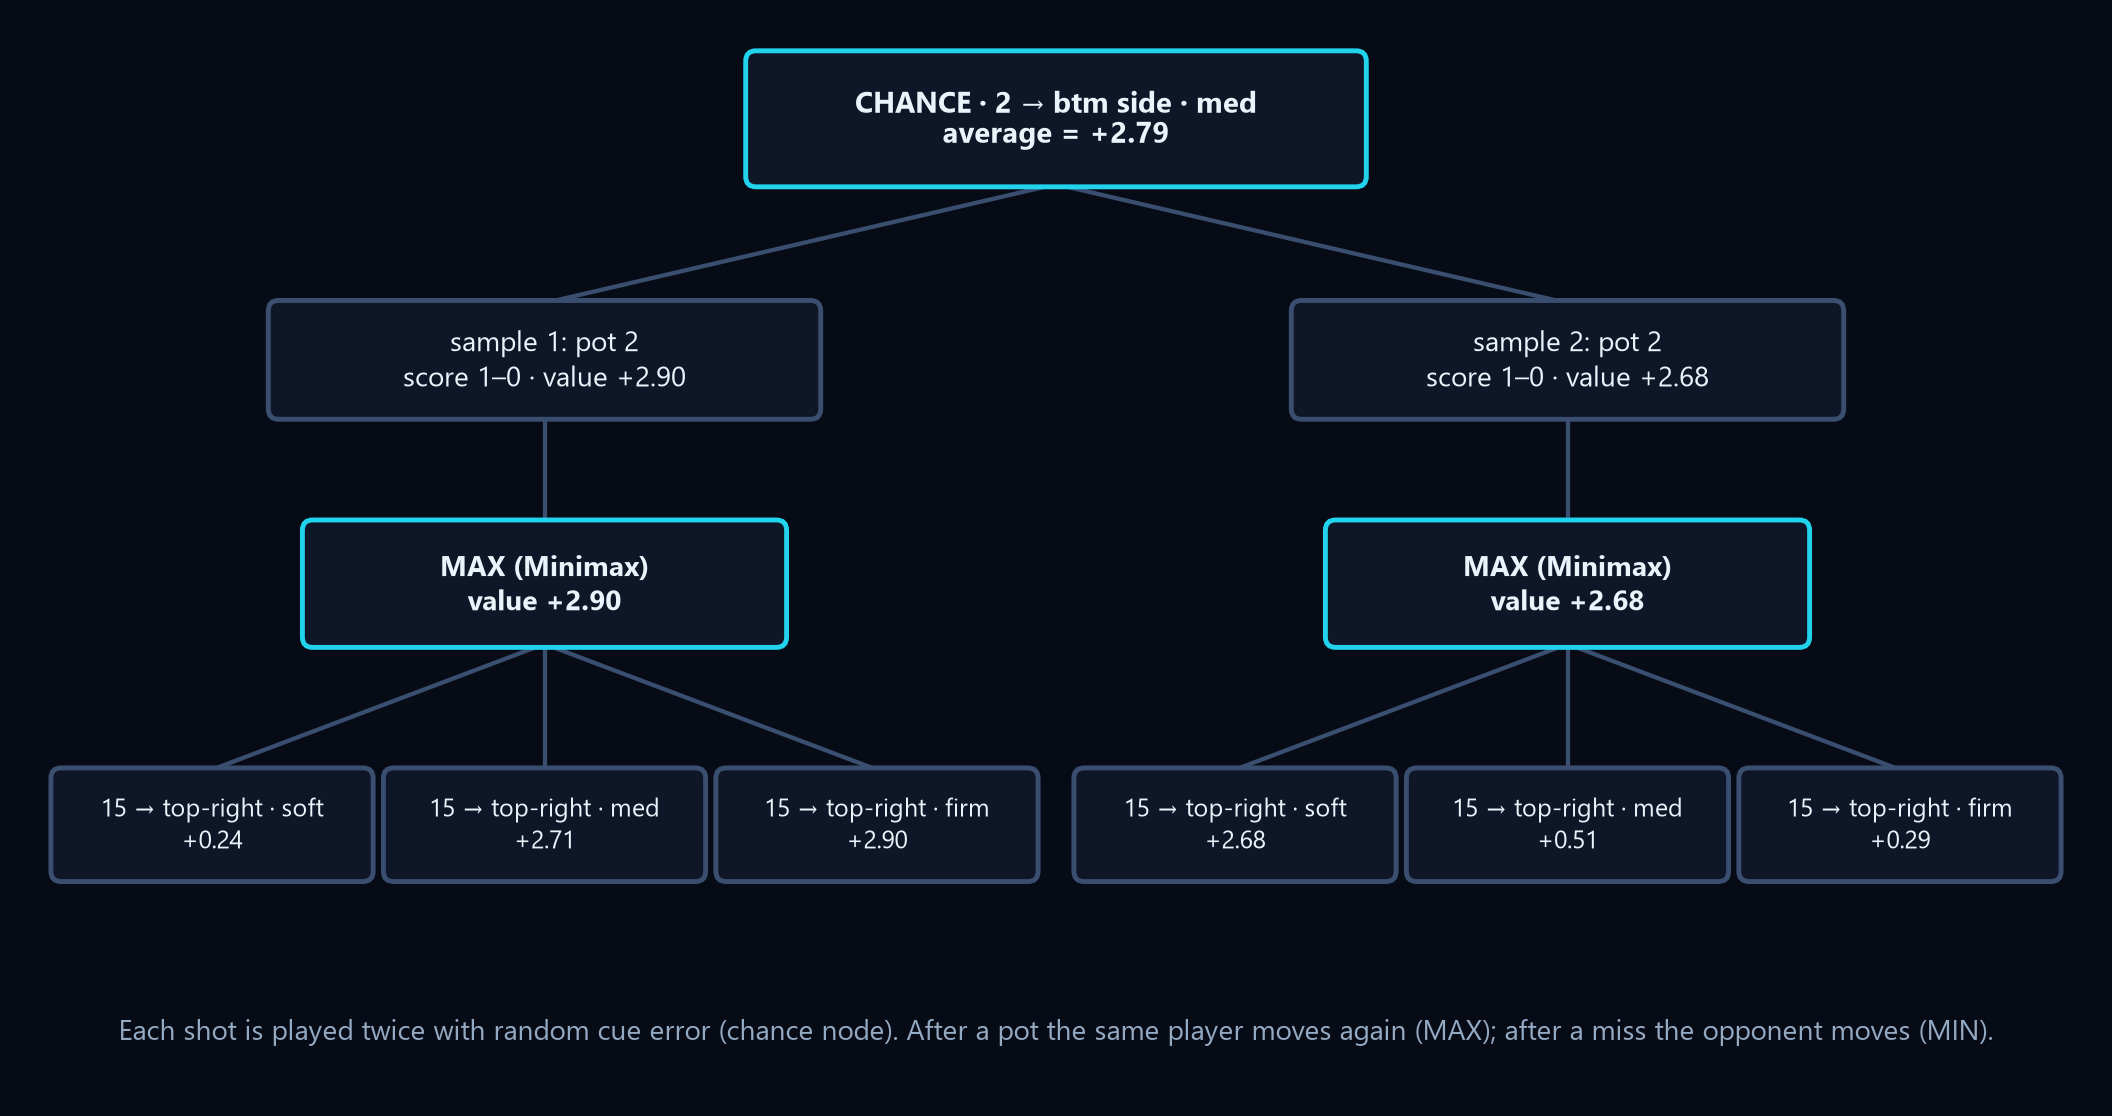 CHANCE · 2 → btm side · med
average = +2.79
sample 1: pot 2
score 1–0 · value +2.90
sample 2: pot 2
score 1–0 · value +2.68
MAX (Minimax)
value +2.90
MAX (Minimax)
value +2.68
15 → top-right · soft
+0.24
15 → top-right · med
+2.71
15 → top-right · firm
+2.90
15 → top-right · soft
+2.68
15 → top-right · med
+0.51
15 → top-right · firm
+0.29
Each shot is played twice with random cue error (chance node). After a pot the same player moves again (MAX); after a miss the opponent moves (MIN).